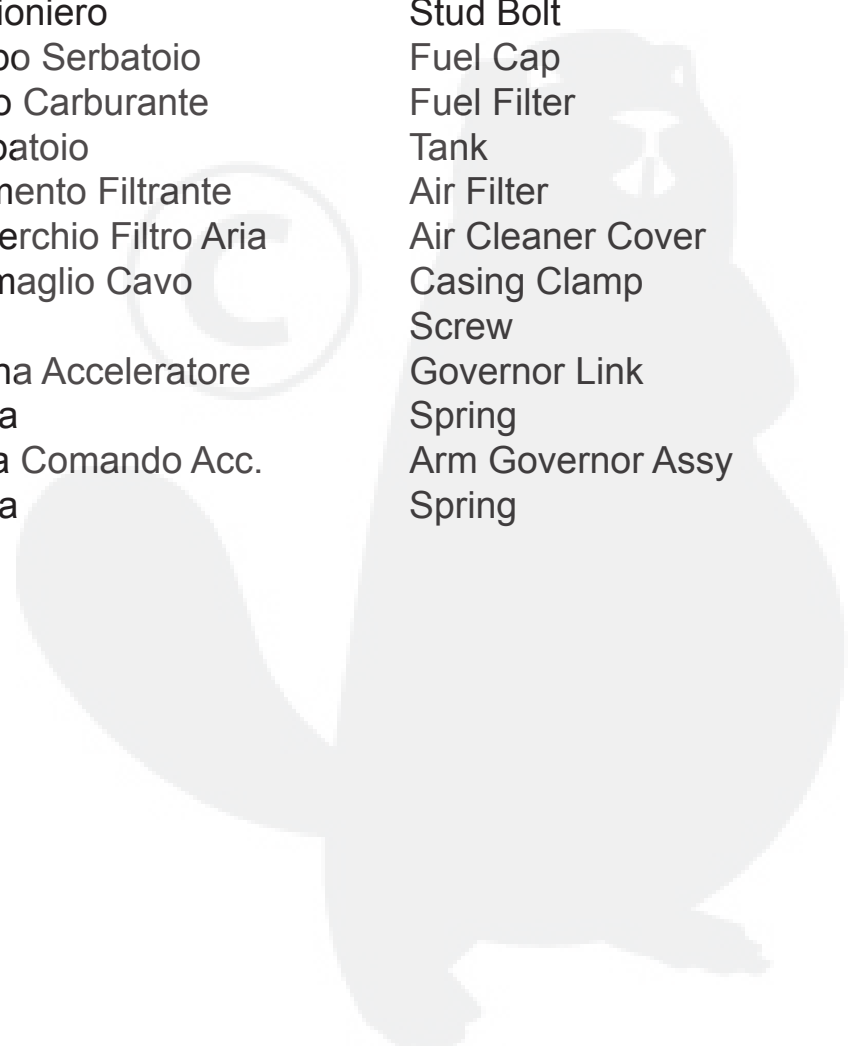 ioniero Stud Bolt
po Serbatoio Fuel Cap
o Carburante Fuel Filter
batoio Tank
mento Filtrante Air Filter
erchio Filtro Aria Air Cleaner Cover
maglio Cavo Casing Clamp
Screw
na Acceleratore Governor Link
a Spring
a Comando Acc. Arm Governor Assy
a Spring
©